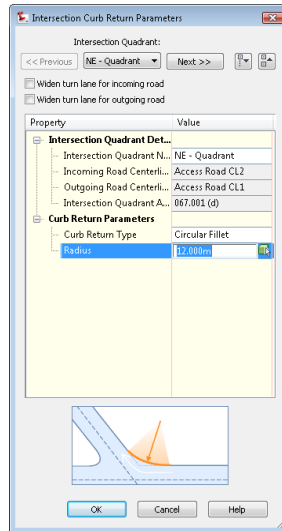 Intersection Curb Return Parameters
Intersection Quadrant:
<< Previous NE - Quadrant Next >>
Widen turn lane for incoming road
Widen turn lane for outgoing road
Property Value
Intersection Quadrant Det...
Intersection Quadrant N... NE - Quadrant
Incoming Road Centerli... Access Road CL2
Outgoing Road Centerli... Access Road CL1
Intersection Quadrant A... 067.001 (d)
Curb Return Parameters
Curb Return Type Circular Fillet
Radius 12.000m
OK Cancel Help